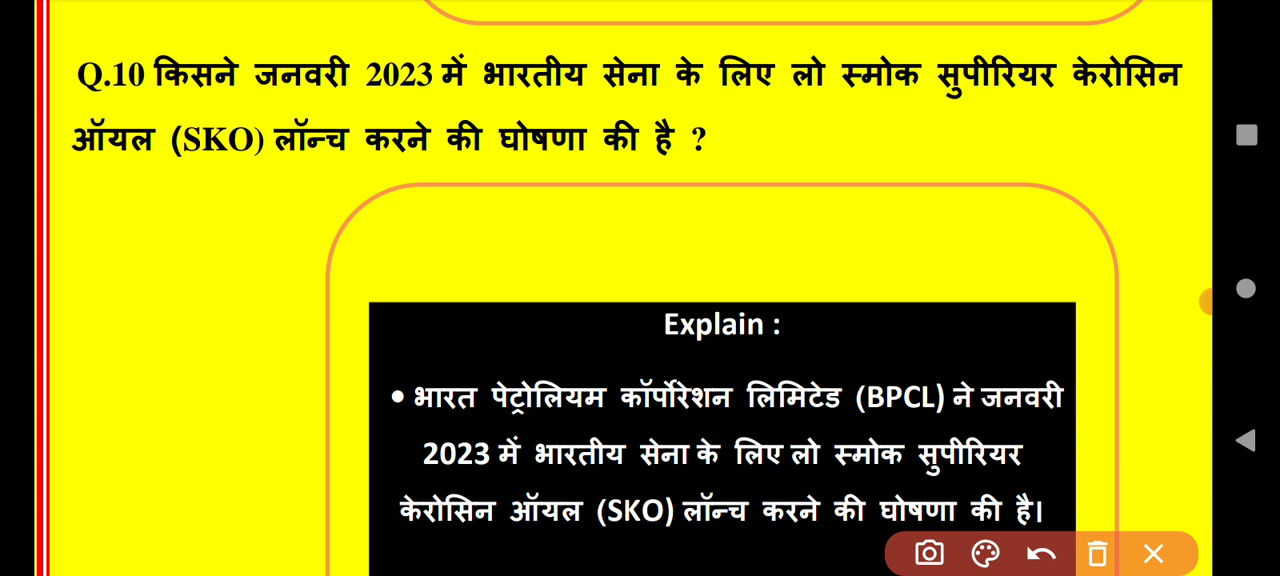 Q.10 किसने जनवरी 2023 में भारतीय सेना के लिए लो स्मोक सुपीरियर केरोसिन
ऑयल (SKO) लॉन्च करने की घोषणा की है ?
Explain :
• भारत पेट्रोलियम कॉर्पोरेशन लिमिटेड (BPCL) ने जनवरी
2023 में भारतीय सेना के लिए लो स्मोक सुपीरियर
केरोसिन ऑयल (SKO) लॉन्च करने की घोषणा की है।